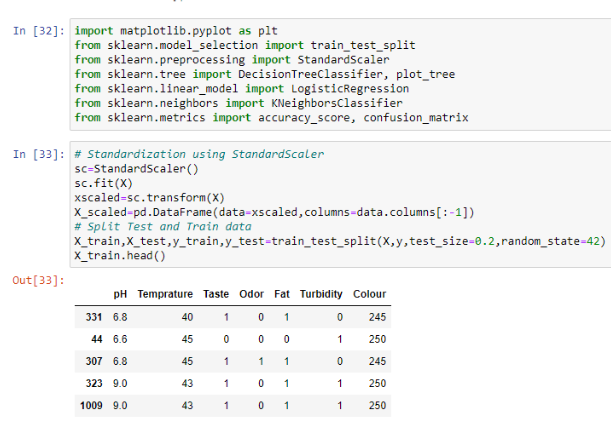 In [32]: import matplotlib.pyplot as plt
from sklearn.model_selection import train_test_split
from sklearn.preprocessing import StandardScaler
from sklearn.tree import DecisionTreeClassifier, plot_tree
from sklearn.linear_model import LogisticRegression
from sklearn.neighbors import KNeighborsClassifier
from sklearn.metrics import accuracy_score, confusion_matrix
In [33]: # Standardization using StandardScaler
sc=StandardScaler()
sc.fit(X)
xscaled=sc.transform(X)
X_scaled=pd.DataFrame(data=xscaled,columns=data.columns[:-1])
# Split Test and Train data
X_train,X_test,y_train,y_test=train_test_split(X,y,test_size=0.2,random_state=42)
X_train.head()
Out[33]:
pH Temprature Taste Odor Fat Turbidity Colour
331 6.8 40 1 0 1 0 245
44 6.6 45 0 0 0 1 250
307 6.8 45 1 1 1 0 245
323 9.0 43 1 0 1 1 250
1009 9.0 43 1 0 1 1 250